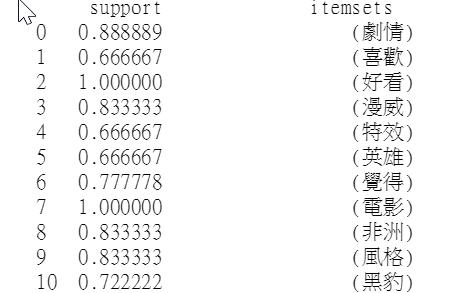 support itemsets
0 0.888889 (劇情)
1 0.666667 (喜歡)
2 1.000000 (好看)
3 0.833333 (漫威)
4 0.666667 (特效)
5 0.666667 (英雄)
6 0.777778 (覺得)
7 1.000000 (電影)
8 0.833333 (非洲)
9 0.833333 (風格)
10 0.722222 (黑豹)